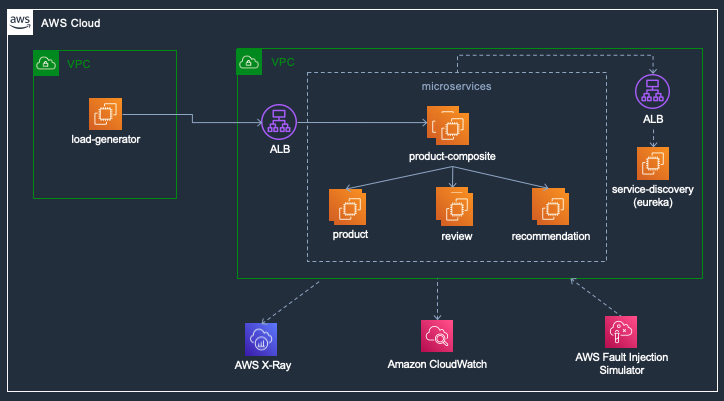 aws
AWS Cloud
VPC
load-generator
VPC
microservices
ALB
product-composite
product
review
recommendation
ALB
service-discovery
(eureka)
AWS X-Ray
Amazon CloudWatch
AWS Fault Injection
Simulator